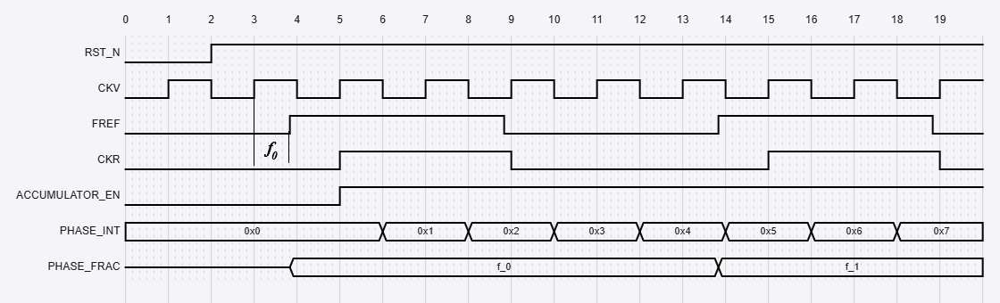 0 1 2 3 4 5 6 7 8 9 10 11 12 13 14 15 16 17 18 19
RST_N
CKV
FREF
f₀
CKR
ACCUMULATOR_EN
PHASE_INT 0x0 0x1 0x2 0x3 0x4 0x5 0x6 0x7
PHASE_FRAC f_0 f_1